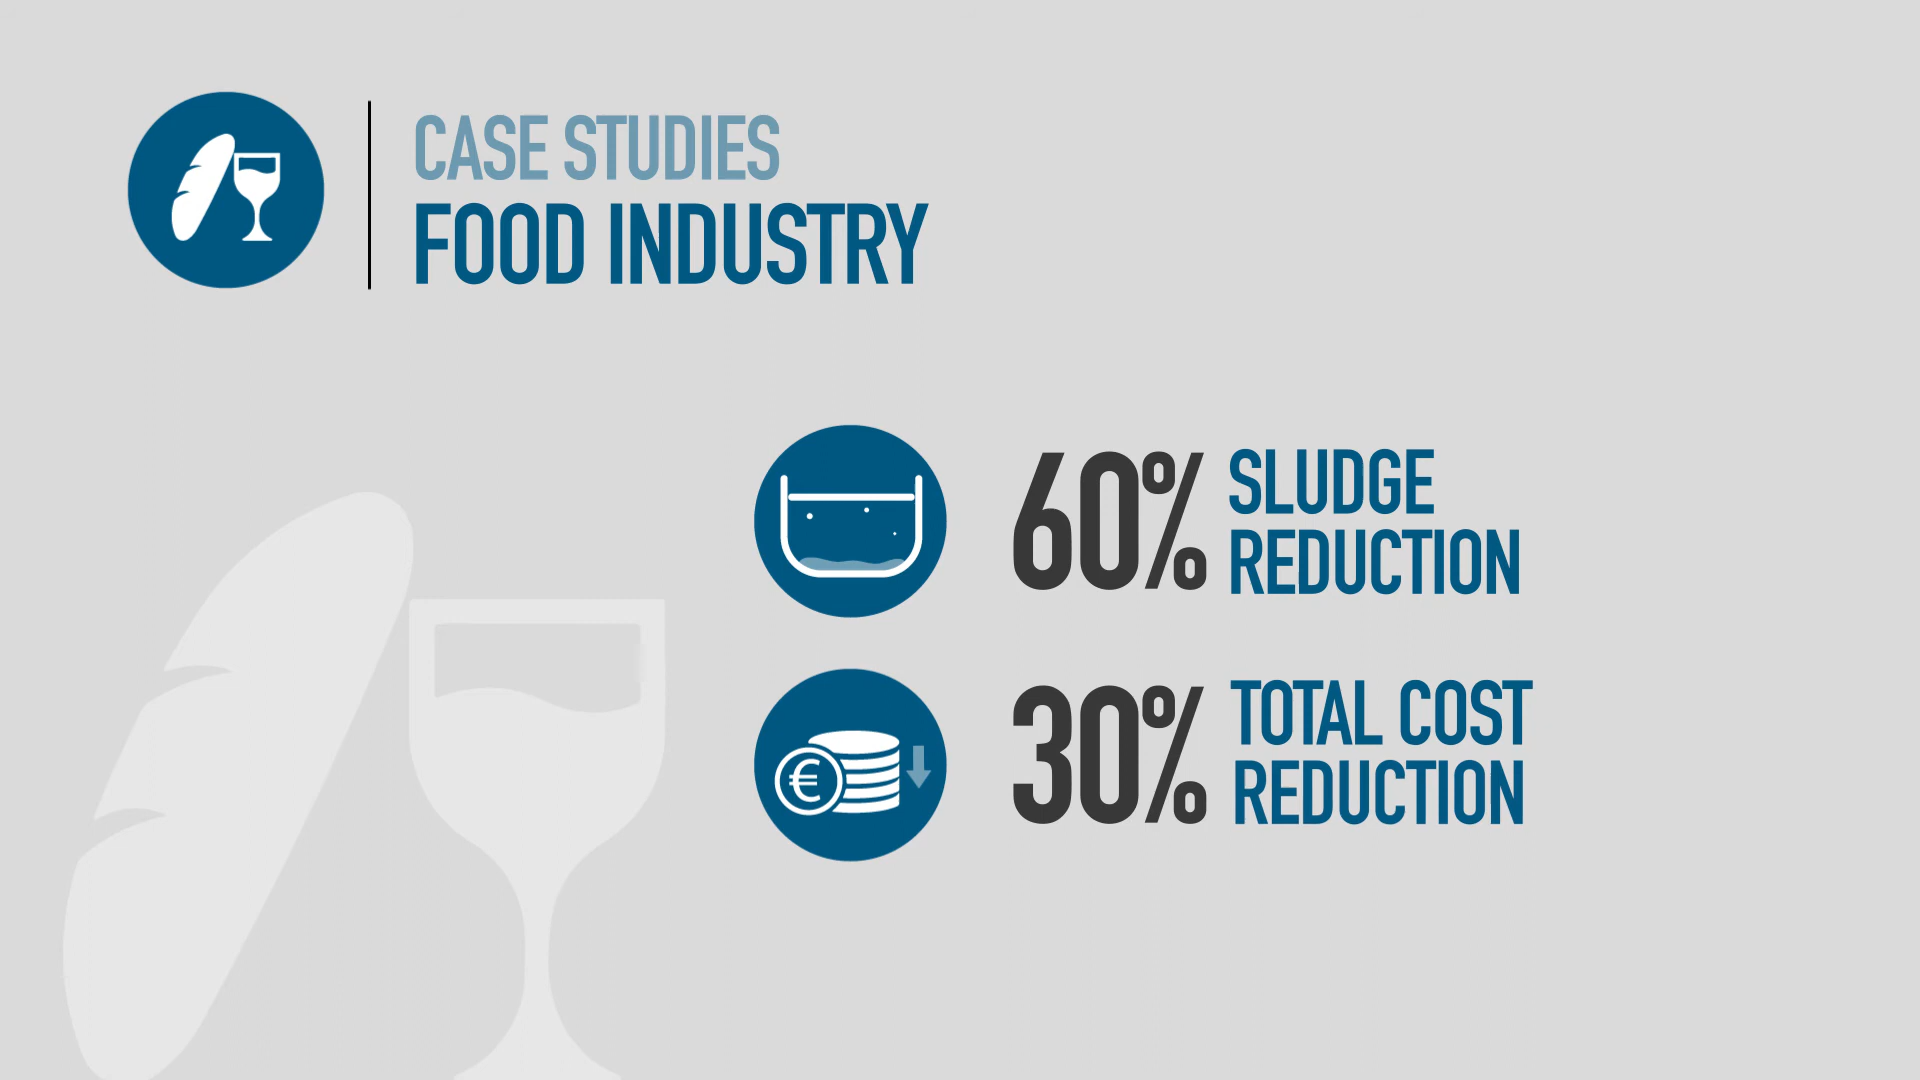 CASE STUDIES
FOOD INDUSTRY
60% SLUDGE
REDUCTION
€
30% TOTAL COST
REDUCTION